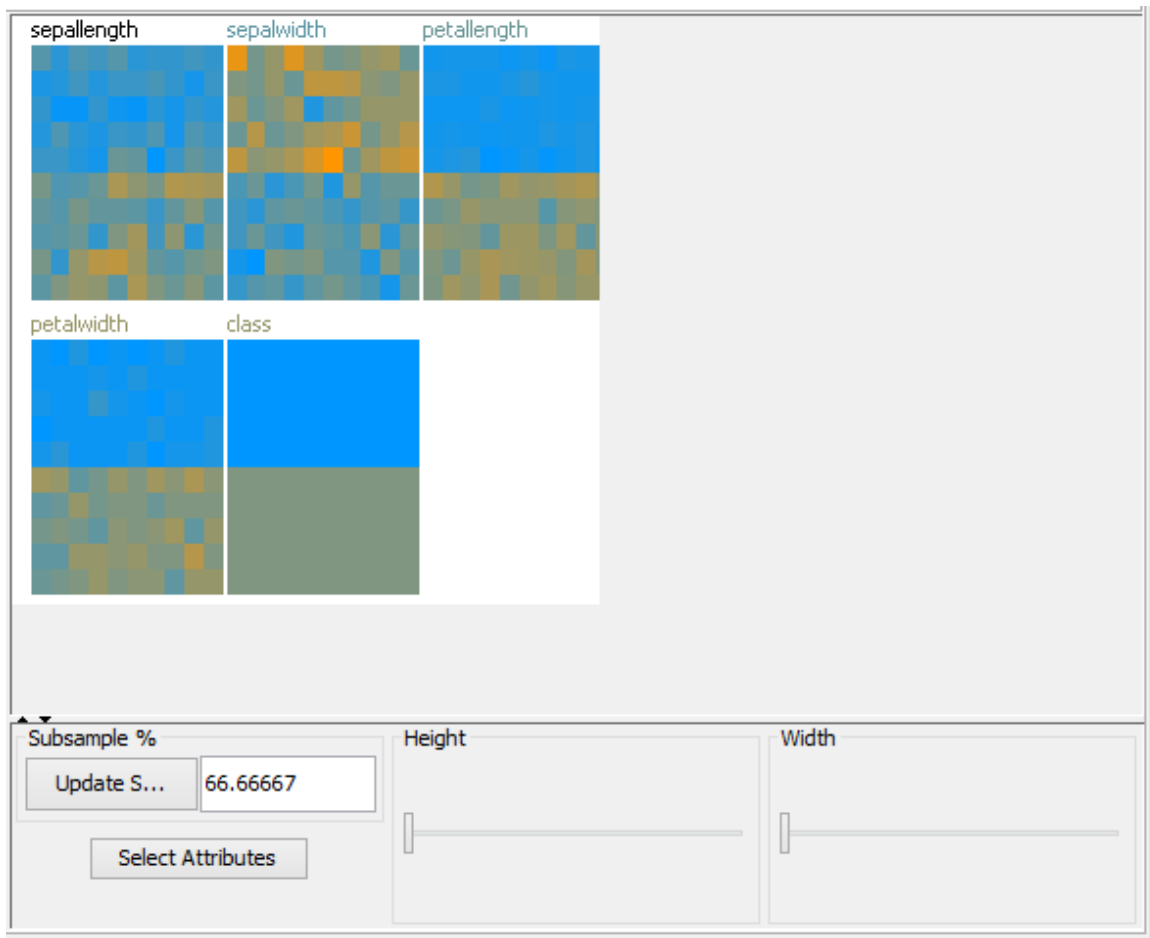 sepallength sepalwidth petallength
petalwidth class
Subsample % Height Width
Update S... 66.66667
Select Attributes